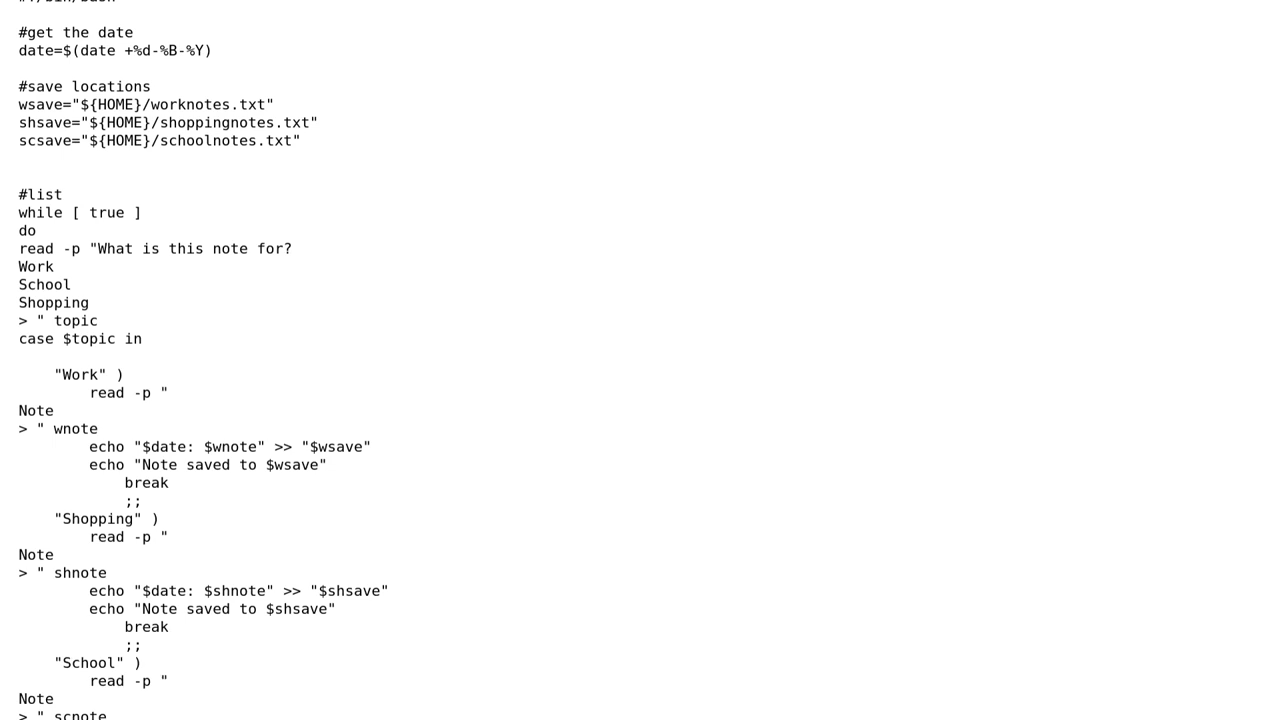 #!/bin/bash
#get the date
date=$(date +%d-%B-%Y)
#save locations
wsave="${HOME}/worknotes.txt"
shsave="${HOME}/shoppingnotes.txt"
scsave="${HOME}/schoolnotes.txt"
#list
while [ true ]
do
read -p "What is this note for?
Work
School
Shopping
> " topic
case $topic in
"Work" )
read -p "
Note
> " wnote
echo "$date: $wnote" >> "$wsave"
echo "Note saved to $wsave"
break
;;
"Shopping" )
read -p "
Note
> " shnote
echo "$date: $shnote" >> "$shsave"
echo "Note saved to $shsave"
break
;;
"School" )
read -p "
Note
> " scnote